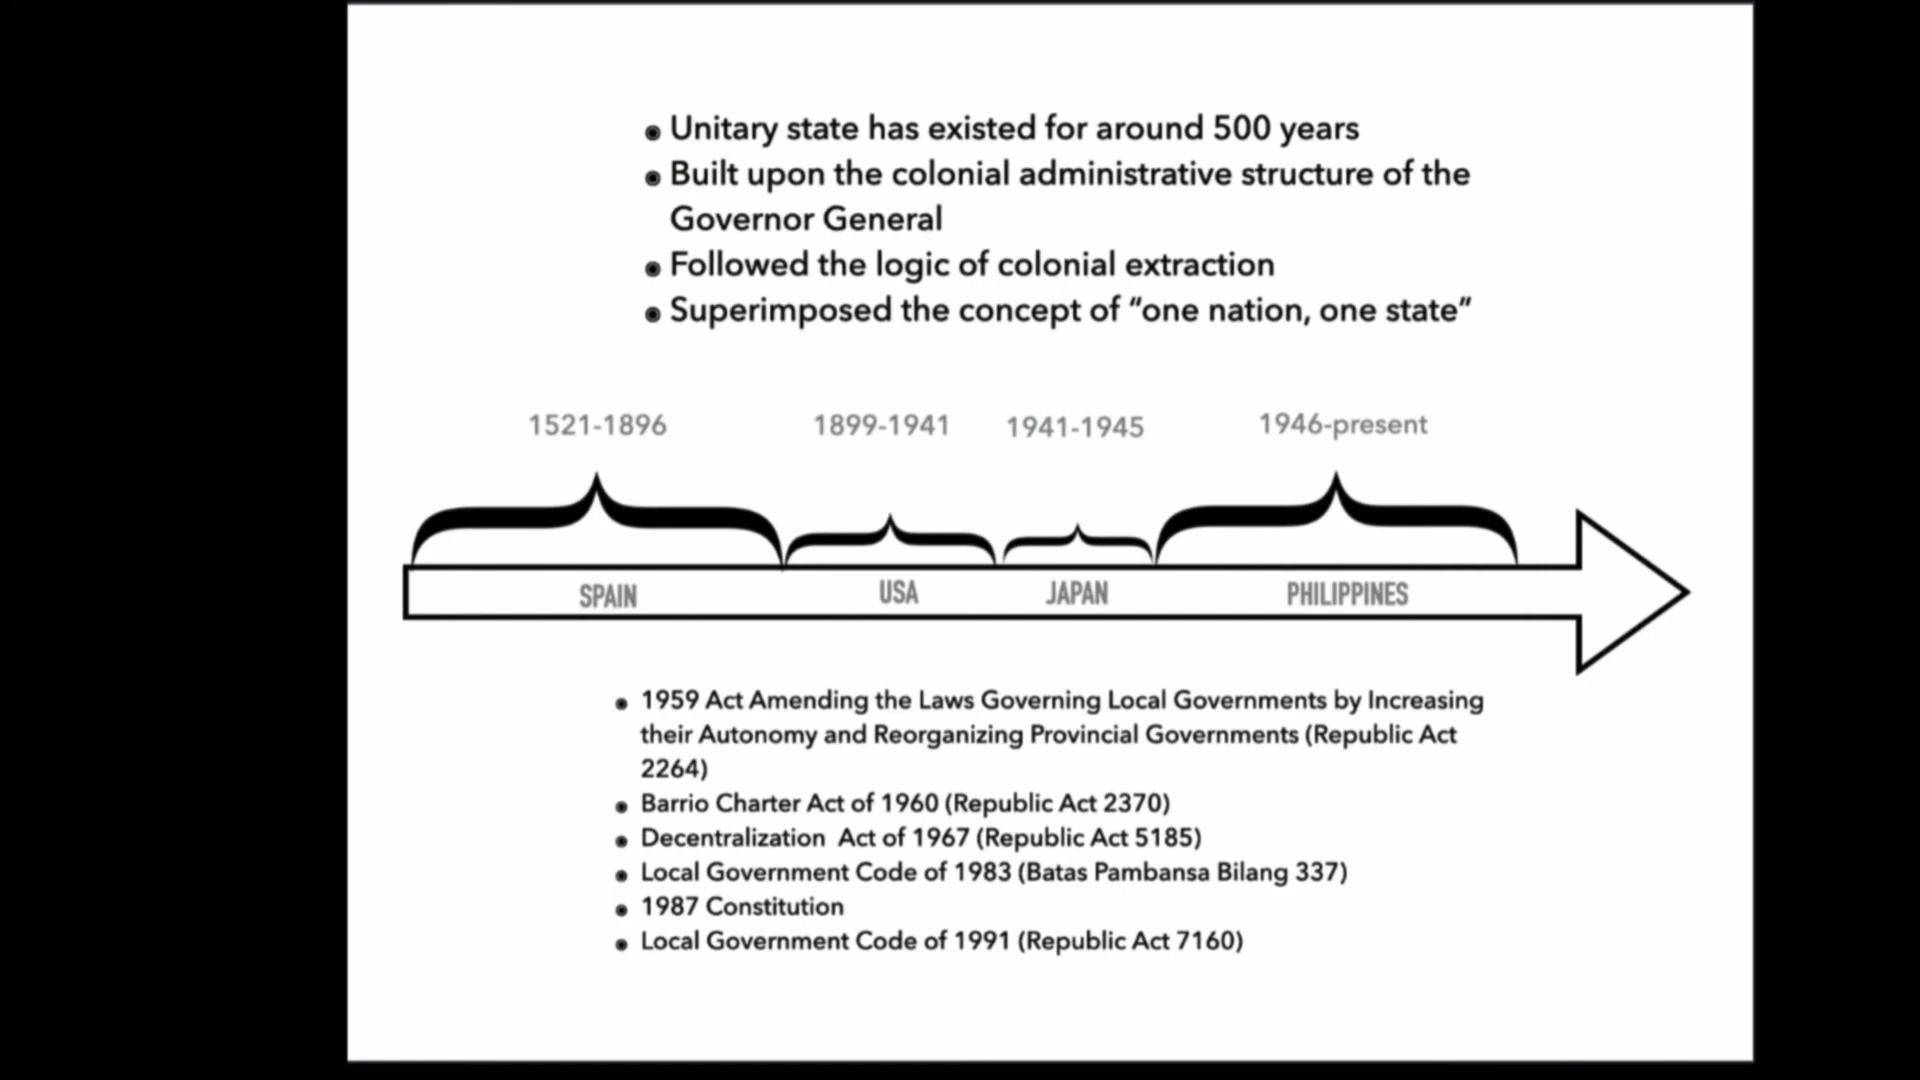 Unitary state has existed for around 500 years
Built upon the colonial administrative structure of the
Governor General
Followed the logic of colonial extraction
Superimposed the concept of “one nation, one state”
1521-1896
1899-1941
1941-1945
1946-present
SPAIN
USA
JAPAN
PHILIPPINES
1959 Act Amending the Laws Governing Local Governments by Increasing
their Autonomy and Reorganizing Provincial Governments (Republic Act
2264)
Barrio Charter Act of 1960 (Republic Act 2370)
Decentralization Act of 1967 (Republic Act 5185)
Local Government Code of 1983 (Batas Pambansa Bilang 337)
1987 Constitution
Local Government Code of 1991 (Republic Act 7160)